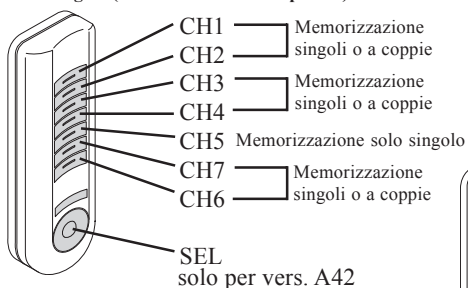 CH1
Memorizzazione
singoli o a coppie
CH2
CH3
Memorizzazione
singoli o a coppie
CH4
CH5 Memorizzazione solo singolo
CH7
Memorizzazione
singoli o a coppie
CH6
SEL
solo per vers. A42